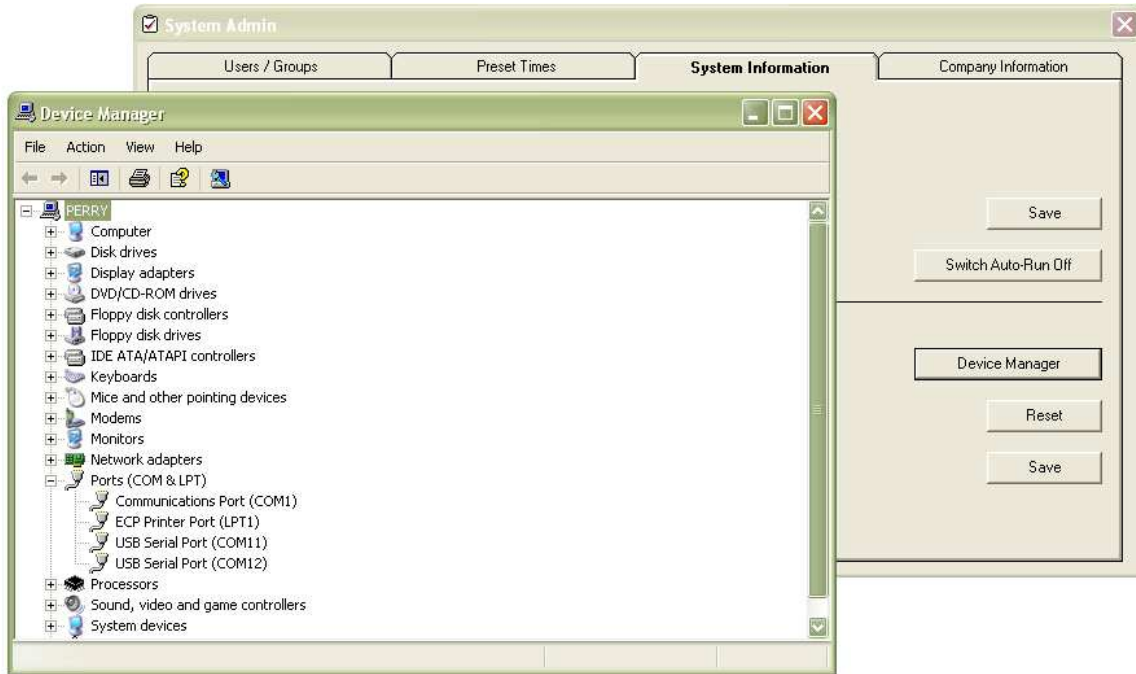 System Admin
Users / Groups
Preset Times
System Information
Company Information
Device Manager
File Action View Help
PERRY
Computer
Disk drives
Display adapters
DVD/CD-ROM drives
Floppy disk controllers
Floppy disk drives
IDE ATA/ATAPI controllers
Keyboards
Mice and other pointing devices
Modems
Monitors
Network adapters
Ports (COM & LPT)
Communications Port (COM1)
ECP Printer Port (LPT1)
USB Serial Port (COM11)
USB Serial Port (COM12)
Processors
Sound, video and game controllers
System devices
Save
Switch Auto-Run Off
Device Manager
Reset
Save